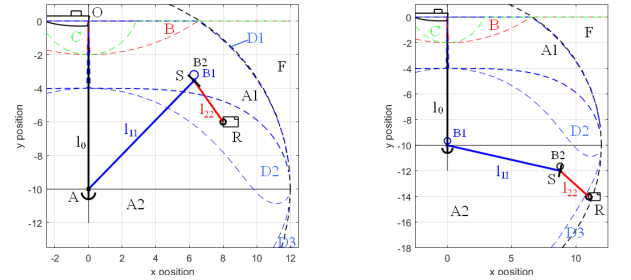 O
B
C
D1
F
B2
S
B1
A1
l₀
l₁₁
l₂₂
R
D2
A
A2
D3
0
-2
-4
-6
-8
-10
-12
y position
-2 0 2 4 6 8 10 12
x position
B
C
F
A1
l₀
D2
B1
B2
l₁₁
S
l₂₂
R
A2
D3
0
-2
-4
-6
-8
-10
-12
-14
-16
-18
y position
0 5 10
x position